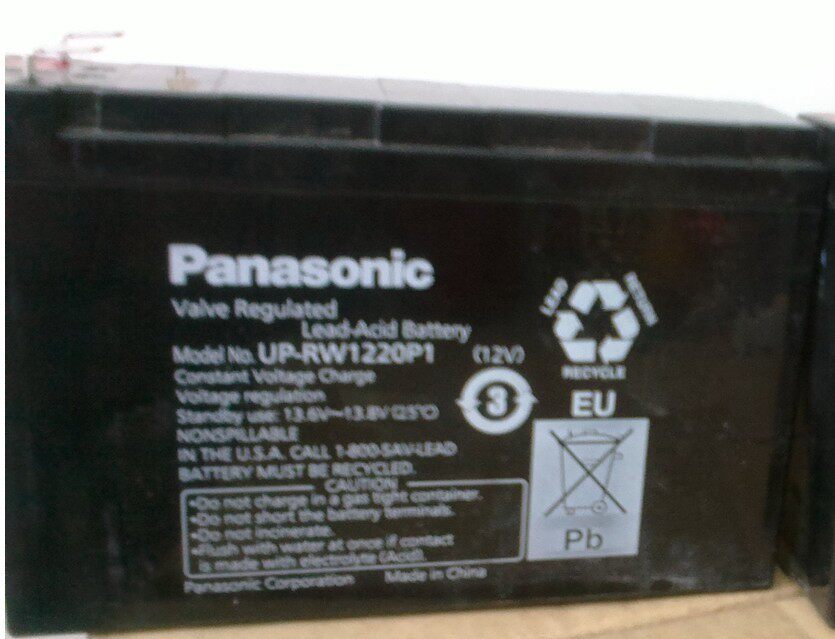 Panasonic
Valve Regulated
Lead-Acid Battery
Model No. UP-RW1220P1 (12V)
Constant Voltage Charge
Voltage regulation
Standby use: 13.6V~13.8V (25°C)
NONSPILLABLE
IN THE U.S.A. CALL 1-800-SAV-LEAD
BATTERY MUST BE RECYCLED.
CAUTION
•Do not charge in a gas tight container.
•Do not short the battery terminals.
•Do not incinerate.
•Flush with water at once if contact
is made with electrolyte (Acid).
Panasonic Corporation Made in China
3
LEAD RETURN
RECYCLE
EU
Pb